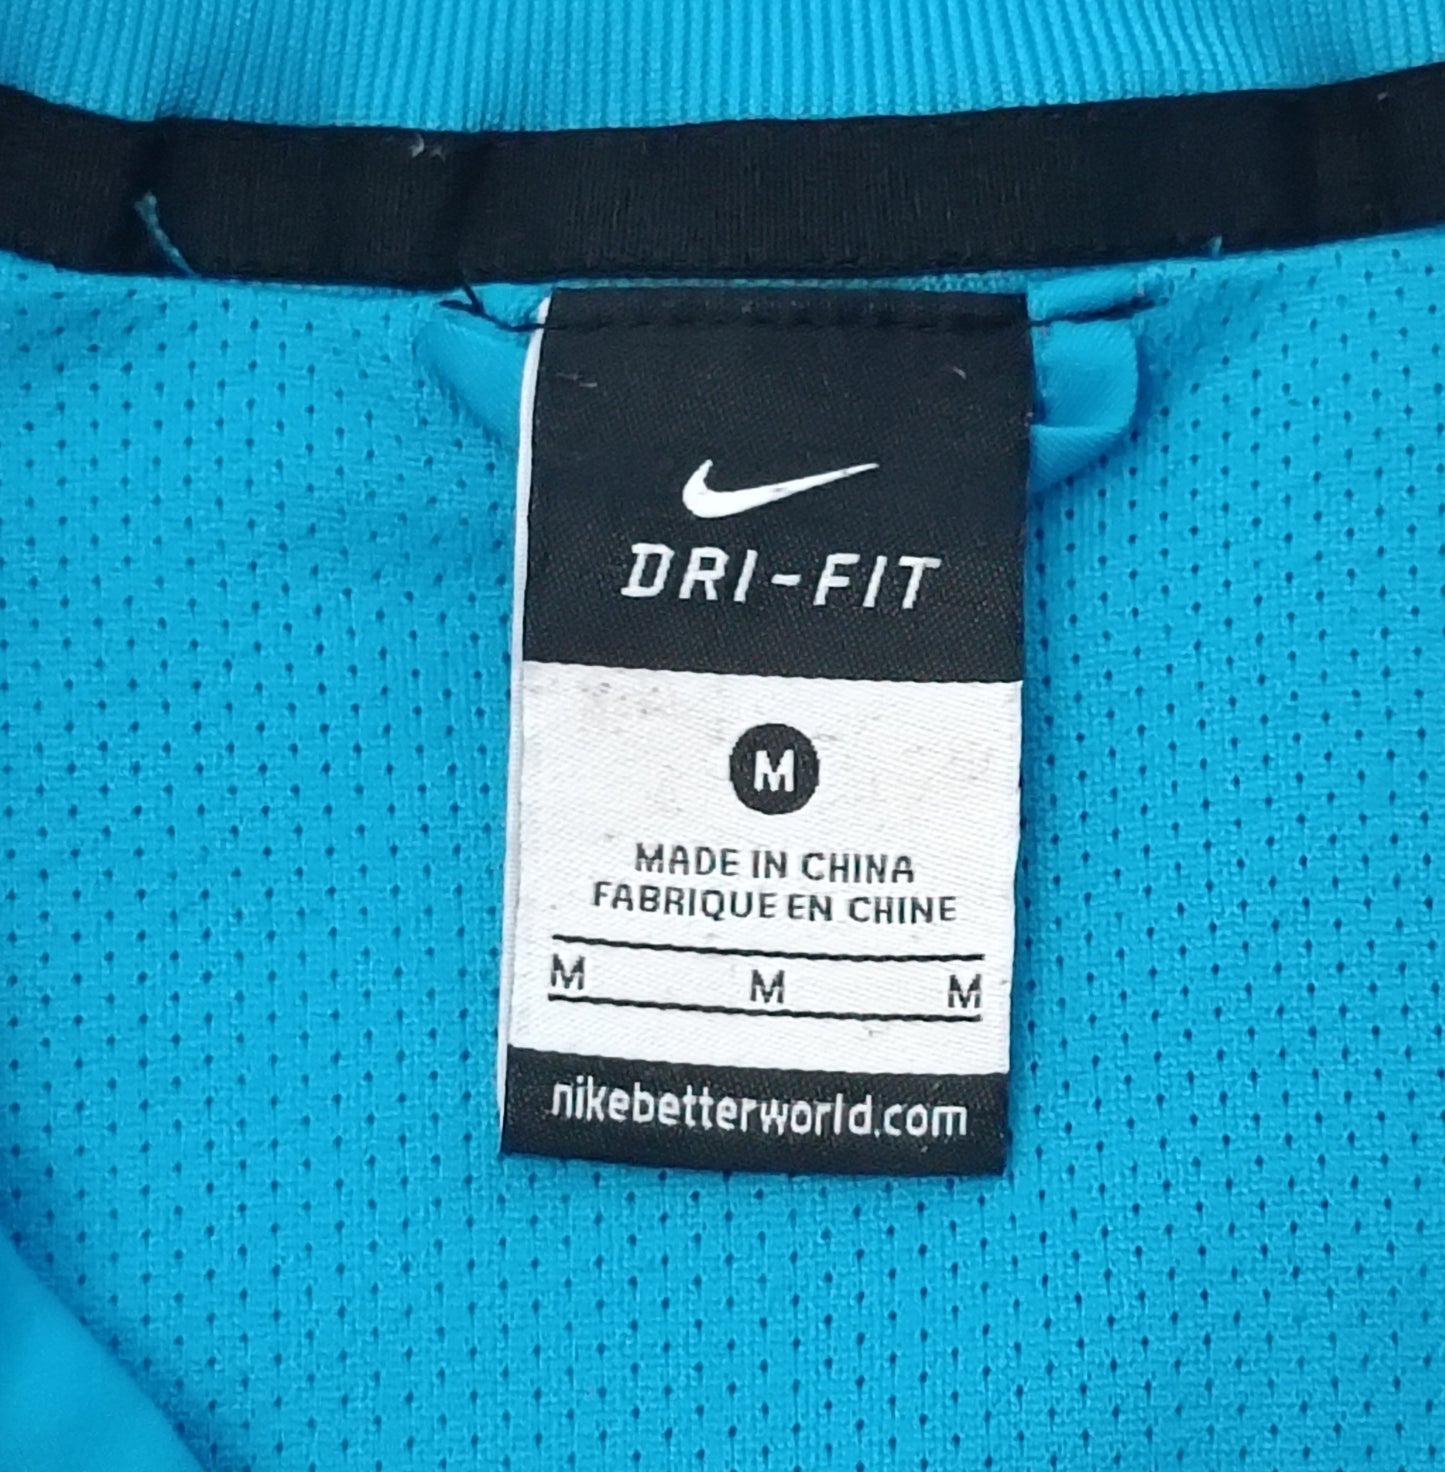 DRI-FIT
M
MADE IN CHINA
FABRIQUE EN CHINE
M M M
nikebetterworld.com